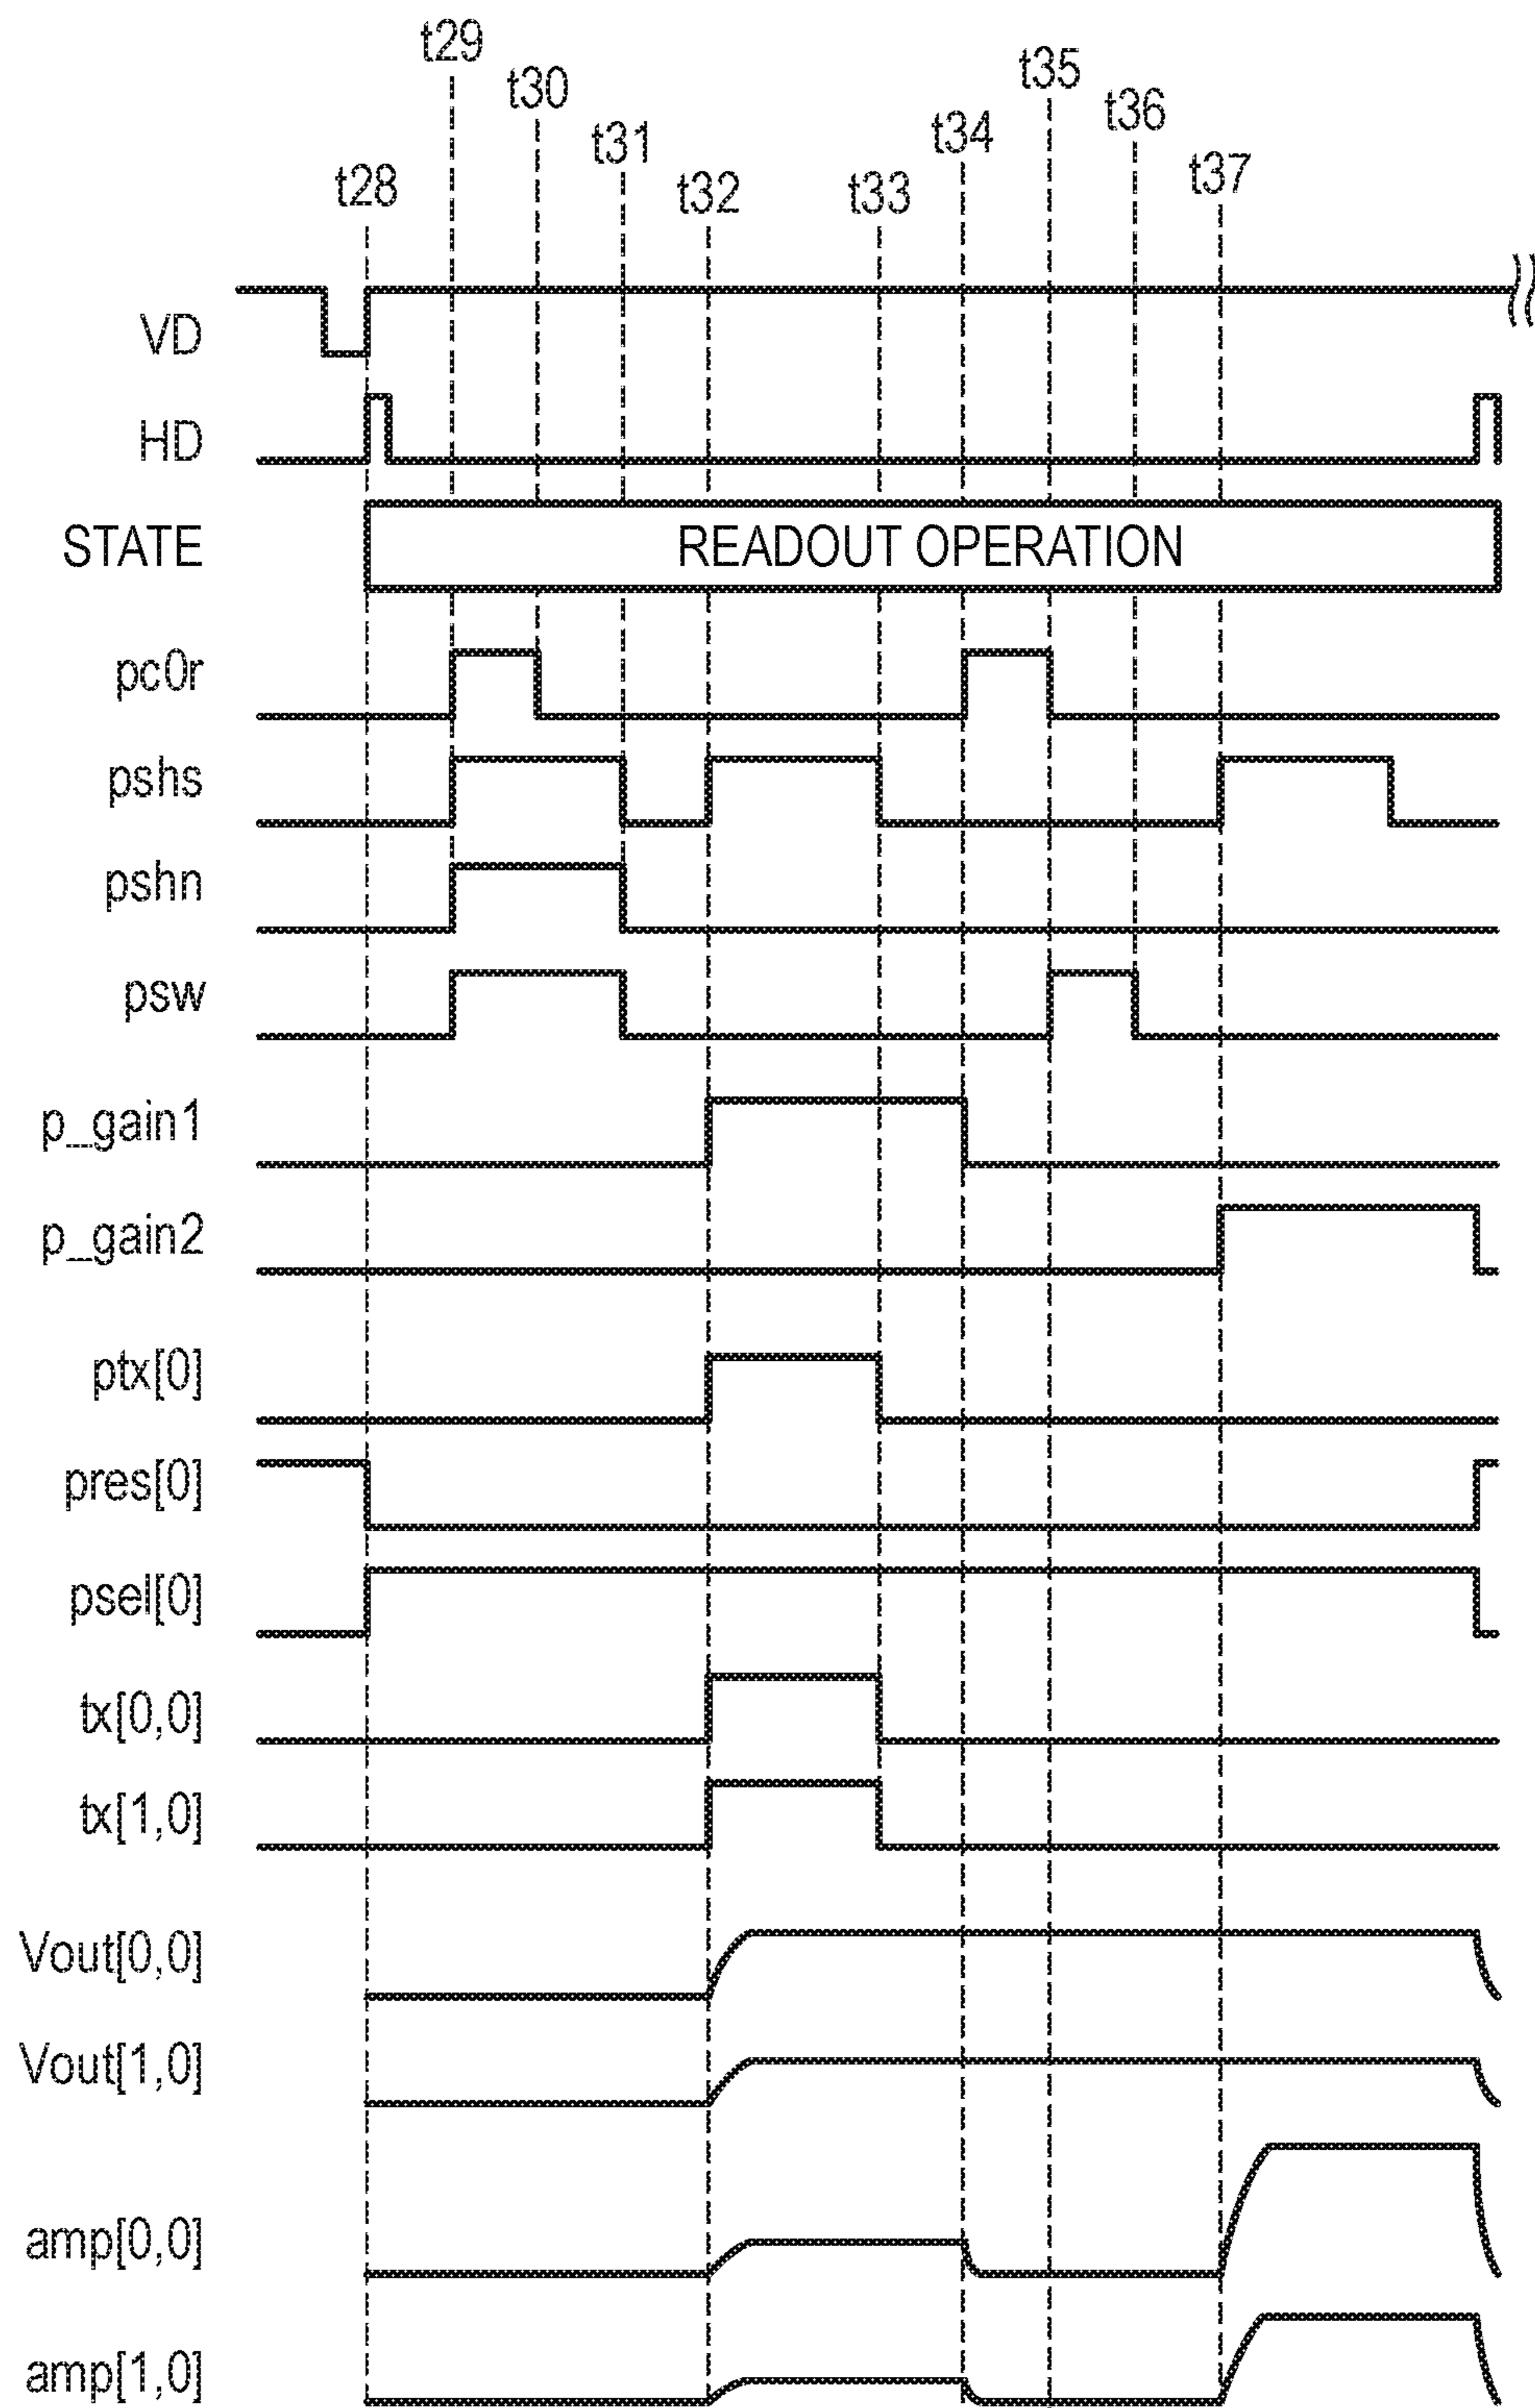 t29
t30
t31
t28
t32
t33
t34
t35
t36
t37
VD
HD
STATE
READOUT OPERATION
pc0r
pshs
pshn
psw
p_gain1
p_gain2
ptx[0]
pres[0]
psel[0]
tx[0,0]
tx[1,0]
Vout[0,0]
Vout[1,0]
amp[0,0]
amp[1,0]